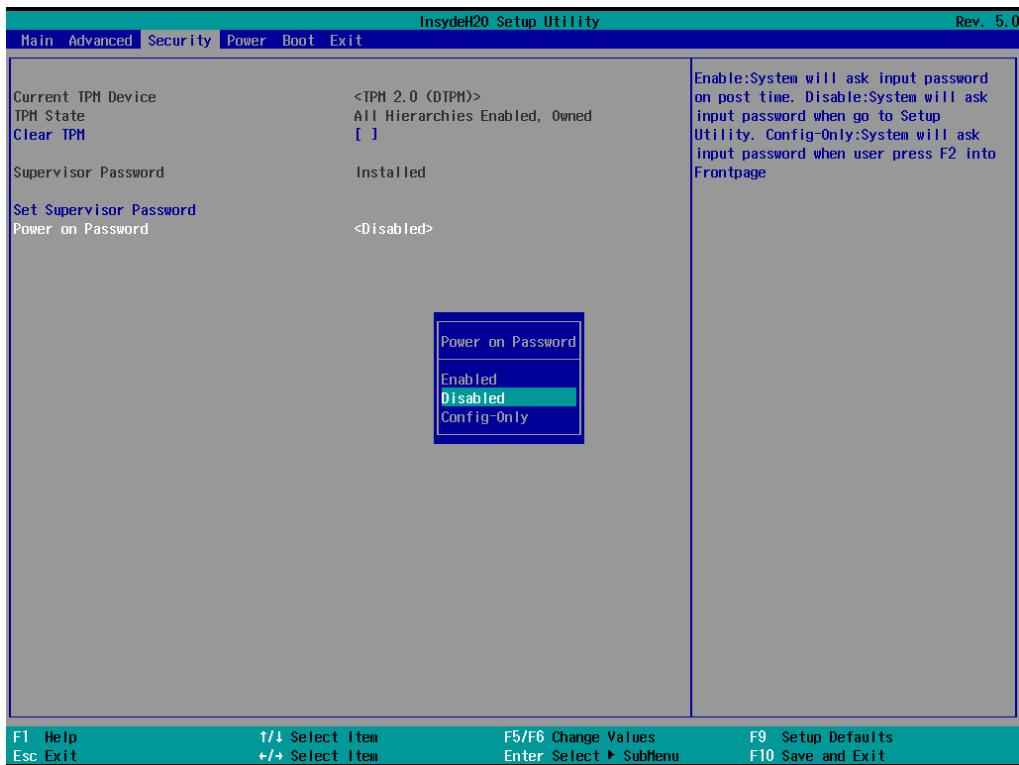 InsydeH20 Setup Utility Rev. 5.0
Main Advanced Security Power Boot Exit
Current TPM Device <TPM 2.0 (DTPM)>
TPM State All Hierarchies Enabled, Owned
Clear TPM [ ]
Supervisor Password Installed
Set Supervisor Password
Power on Password <Disabled>
Enable:System will ask input password
on post time. Disable:System will ask
input password when go to Setup
Utility. Config-Only:System will ask
input password when user press F2 into
Frontpage
Power on Password
Enabled
Disabled
Config-Only
F1 Help ↑/↓ Select Item F5/F6 Change Values F9 Setup Defaults
Esc Exit ←/→ Select Item Enter Select ▶ SubMenu F10 Save and Exit